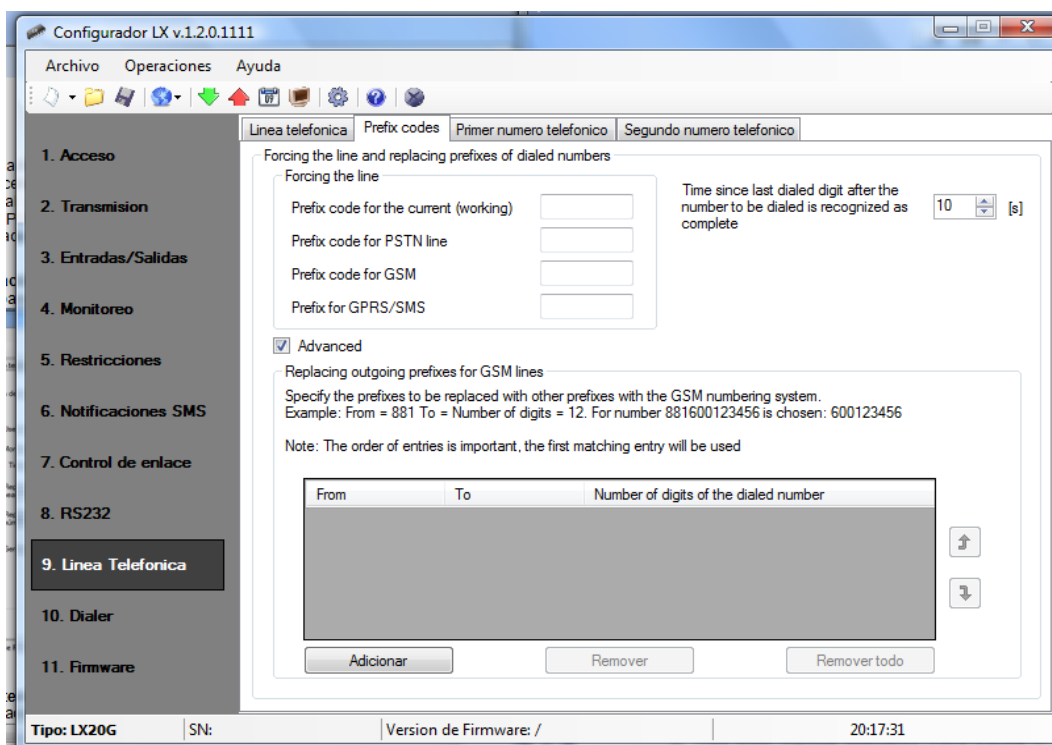 Configurador LX v.1.2.0.1111
Archivo Operaciones Ayuda
Linea telefonica Prefix codes Primer numero telefonico Segundo numero telefonico
1. Acceso
2. Transmision
3. Entradas/Salidas
4. Monitoreo
5. Restricciones
6. Notificaciones SMS
7. Control de enlace
8. RS232
9. Linea Telefonica
10. Dialer
11. Firmware
Forcing the line and replacing prefixes of dialed numbers
Forcing the line
Prefix code for the current (working)
Prefix code for PSTN line
Prefix code for GSM
Prefix for GPRS/SMS
Time since last dialed digit after the
number to be dialed is recognized as
complete
10 [s]
Advanced
Replacing outgoing prefixes for GSM lines
Specify the prefixes to be replaced with other prefixes with the GSM numbering system.
Example: From = 881 To = Number of digits = 12. For number 881600123456 is chosen: 600123456
Note: The order of entries is important, the first matching entry will be used
From To Number of digits of the dialed number
Adicionar Remover Remover todo
Tipo: LX20G SN: Version de Firmware: / 20:17:31